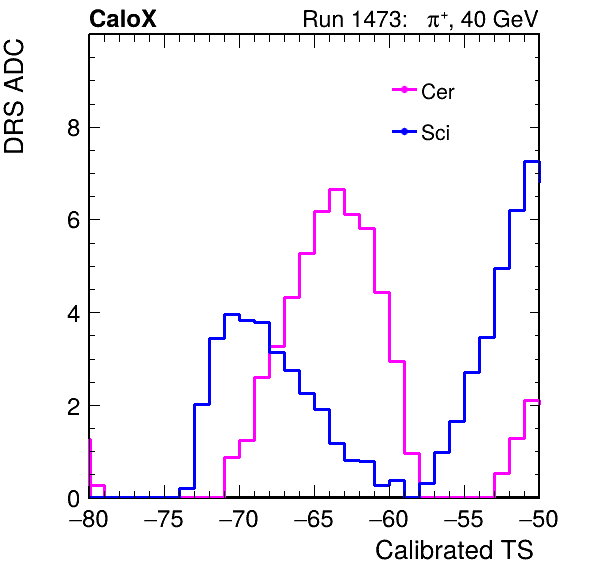 CaloX Run 1473: π⁺, 40 GeV
DRS ADC
Cer
Sci
8
6
4
2
0
−80 −75 −70 −65 −60 −55 −50
Calibrated TS